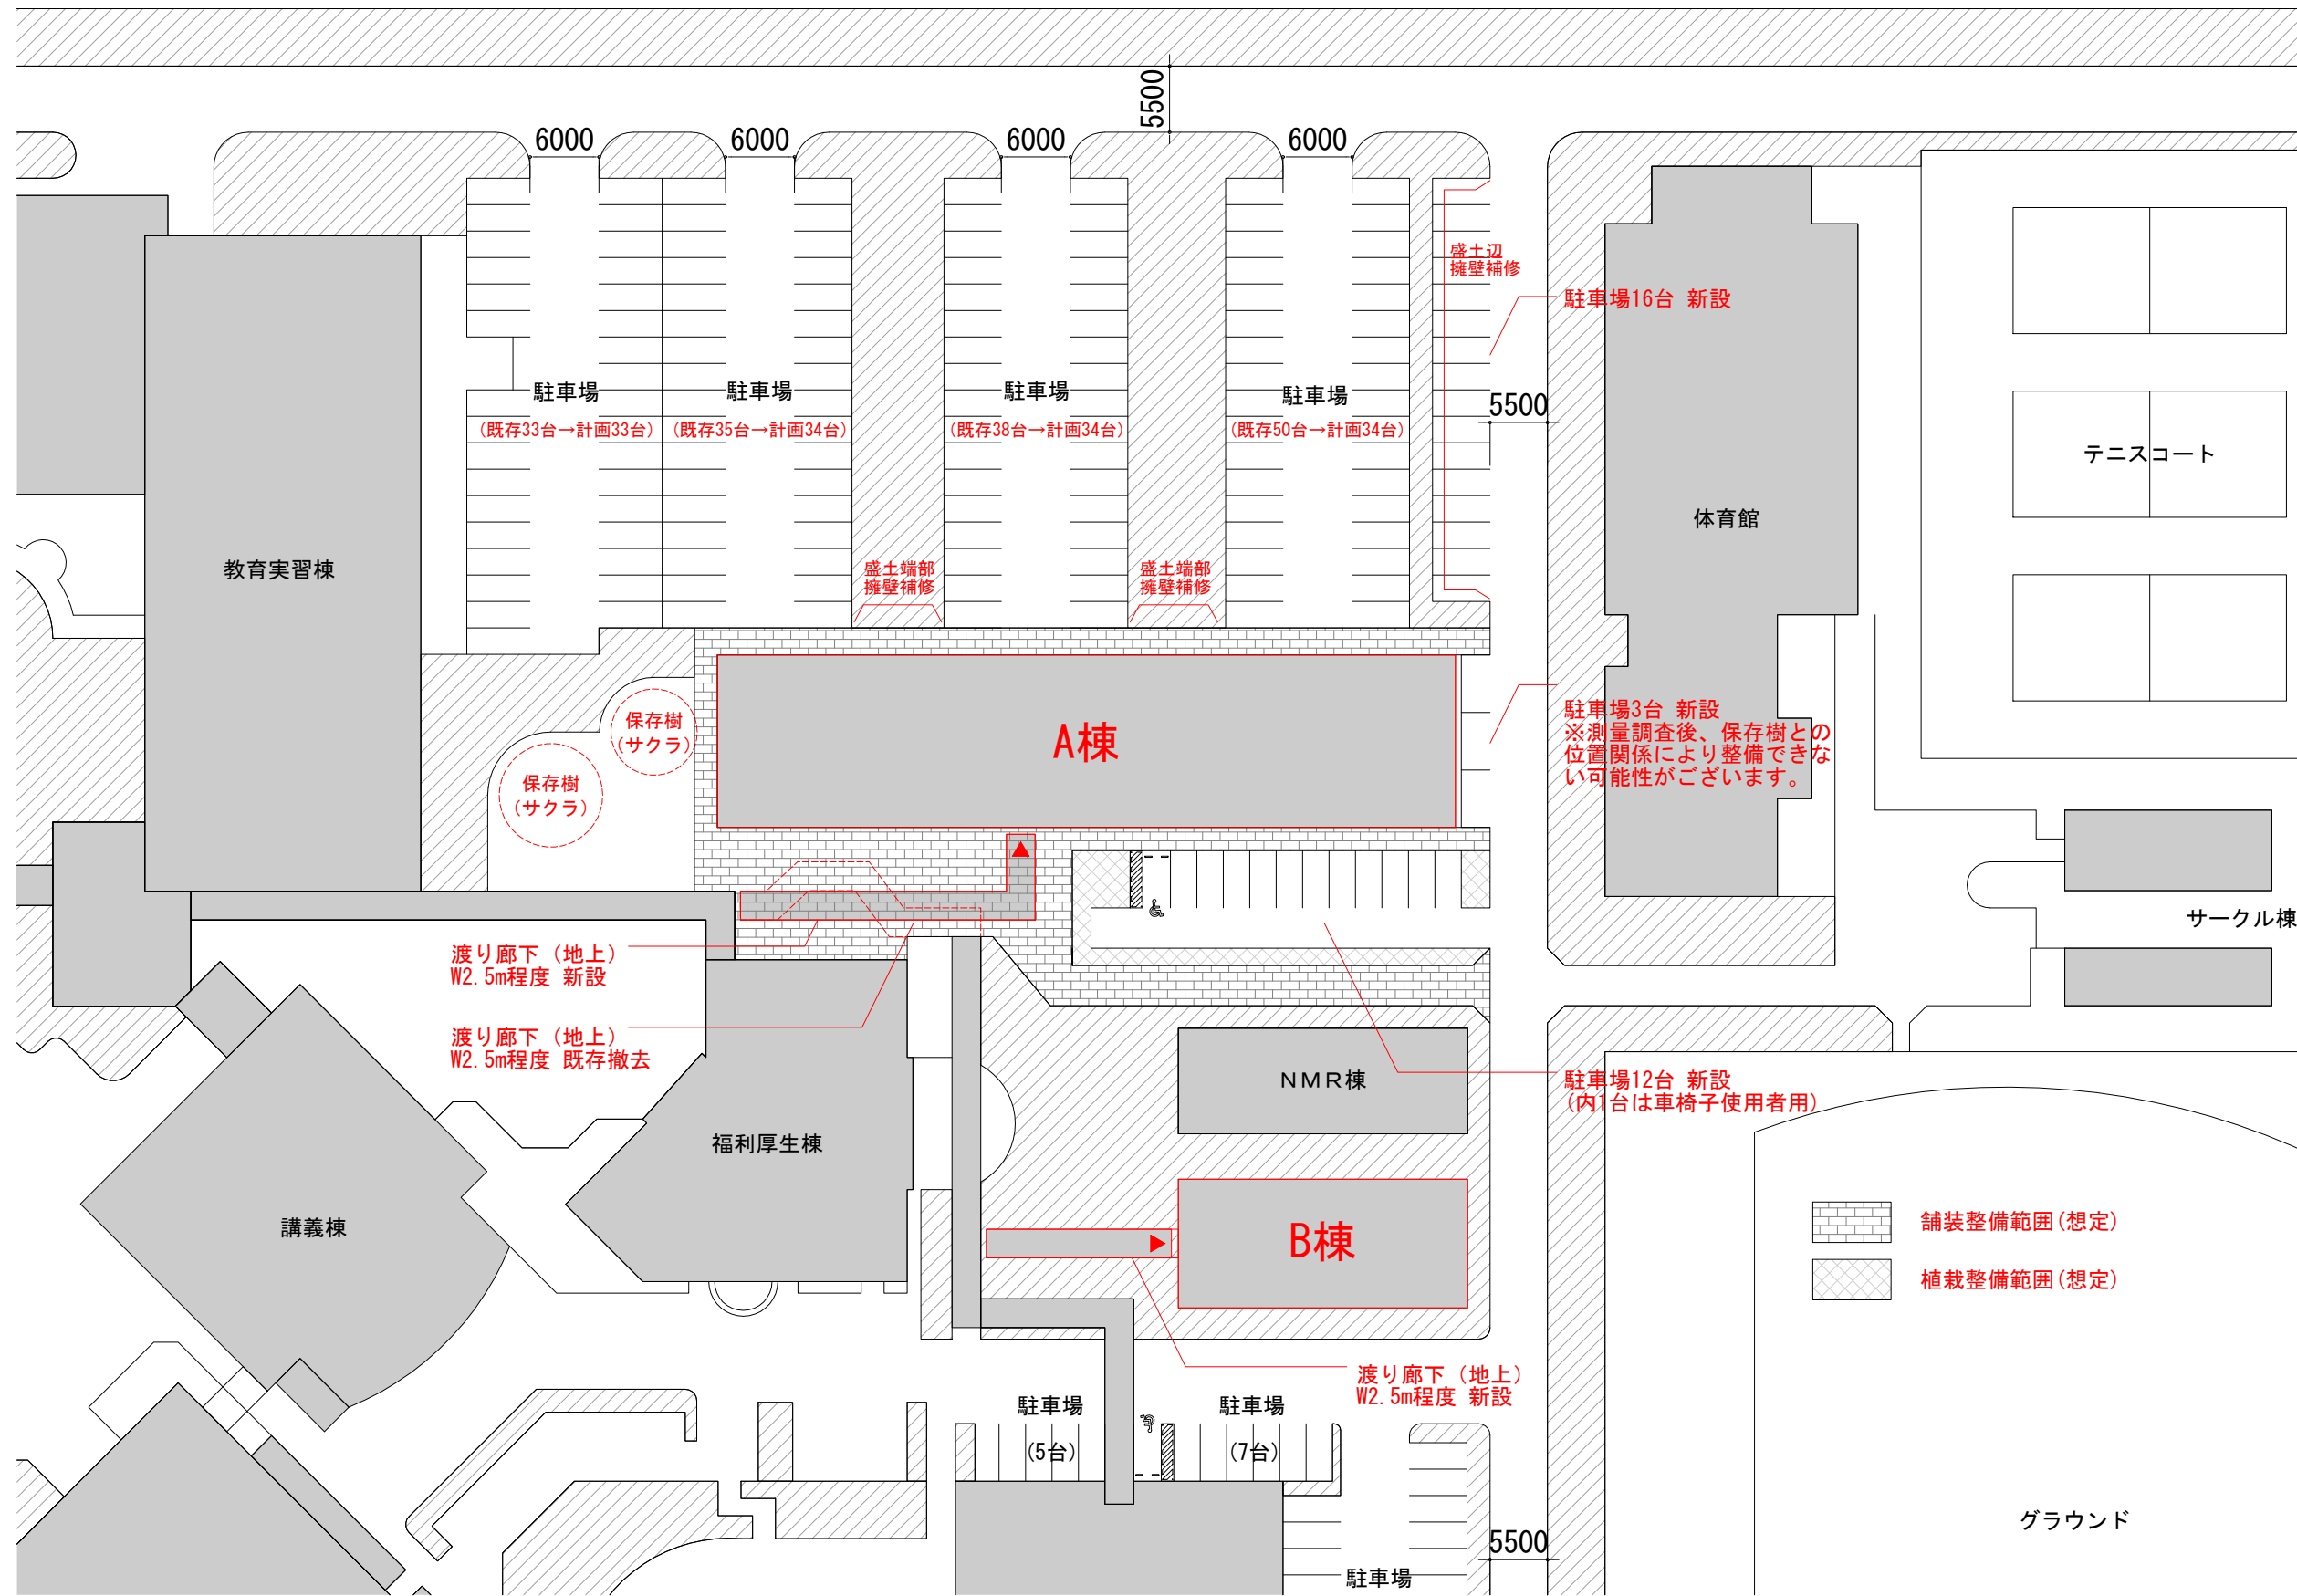 5500
6000
6000
6000
6000
盛土辺
擁壁補修
駐車場16台 新設
駐車場
(既存33台→計画33台)
駐車場
(既存35台→計画34台)
駐車場
(既存38台→計画34台)
駐車場
(既存50台→計画34台)
5500
テニスコート
体育館
教育実習棟
盛土端部
擁壁補修
盛土端部
擁壁補修
保存樹
(サクラ)
保存樹
(サクラ)
A棟
駐車場3台 新設
※測量調査後、保存樹との
位置関係により整備できな
い可能性がございます。
サークル棟
渡り廊下（地上）
W2.5m程度 新設
渡り廊下（地上）
W2.5m程度 既存撤去
NMR棟
駐車場12台 新設
(内1台は車椅子使用者用)
福利厚生棟
講義棟
B棟
舗装整備範囲(想定)
植栽整備範囲(想定)
渡り廊下（地上）
W2.5m程度 新設
駐車場
(5台)
駐車場
(7台)
グラウンド
5500
駐車場